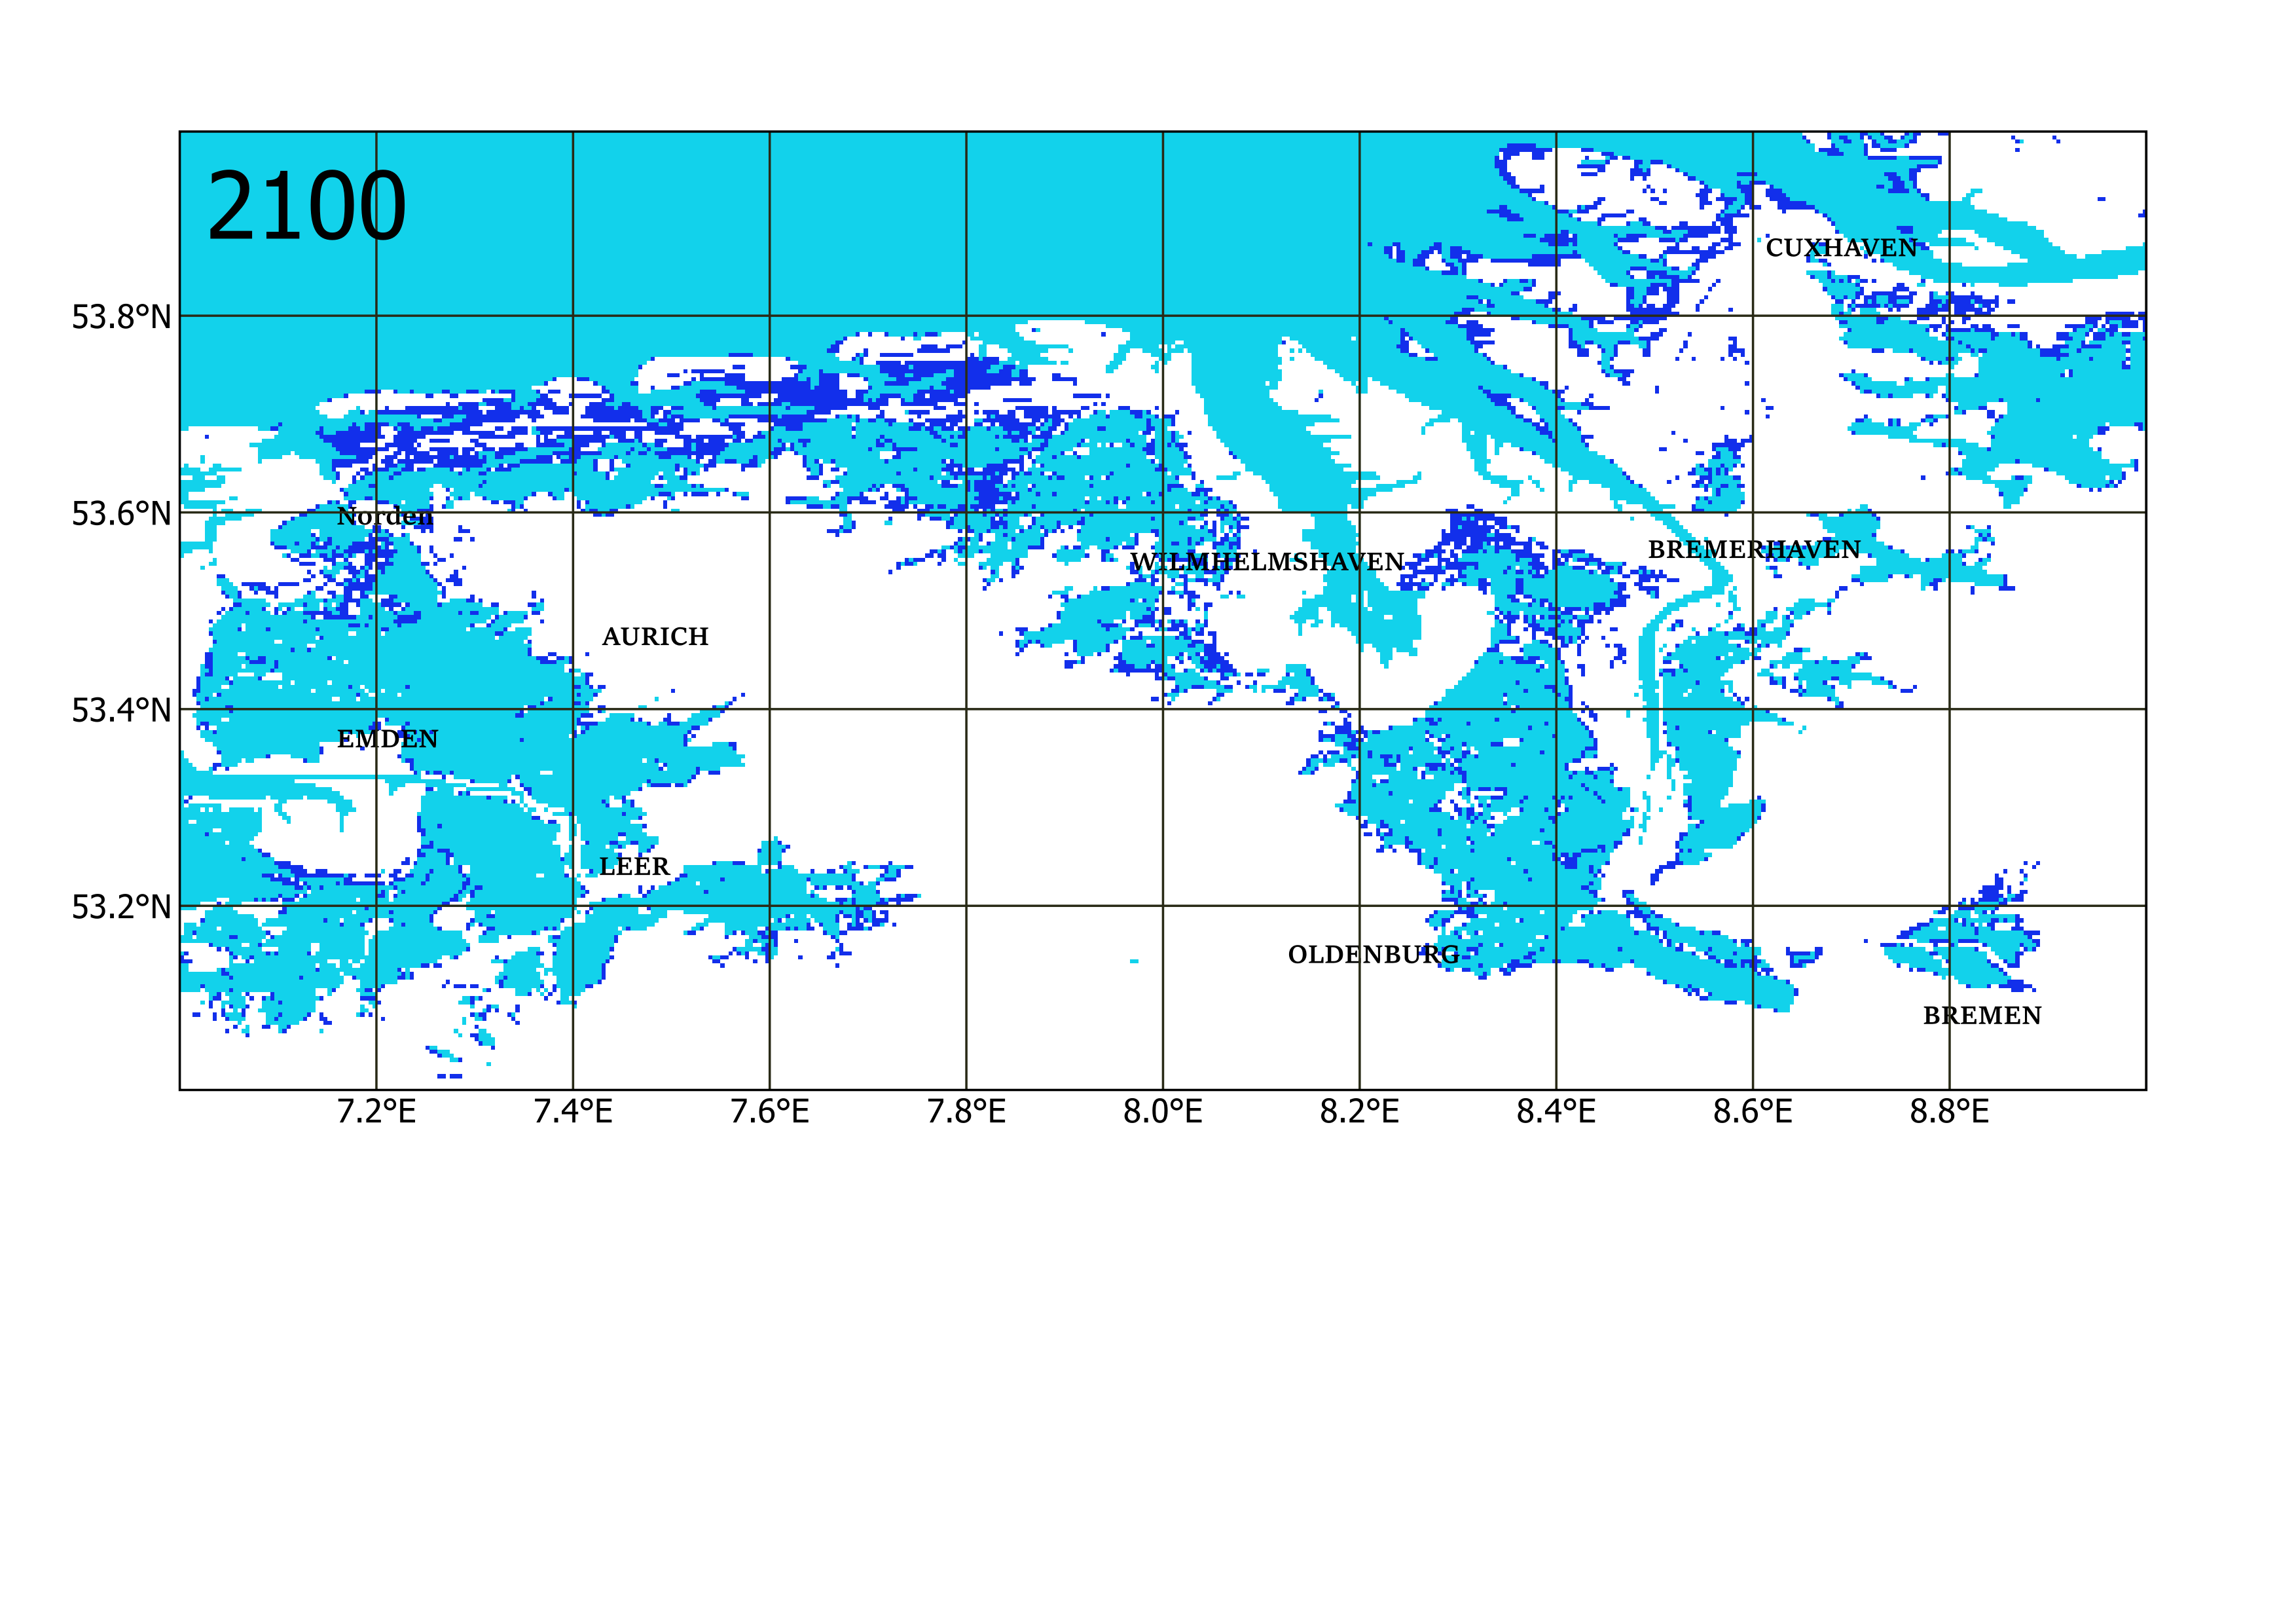 2100
CUXHAVEN
53.8°N
53.6°N
Norden
WILMHELMSHAVEN
BREMERHAVEN
AURICH
53.4°N
EMDEN
LEER
53.2°N
OLDENBURG
BREMEN
7.2°E 7.4°E 7.6°E 7.8°E 8.0°E 8.2°E 8.4°E 8.6°E 8.8°E